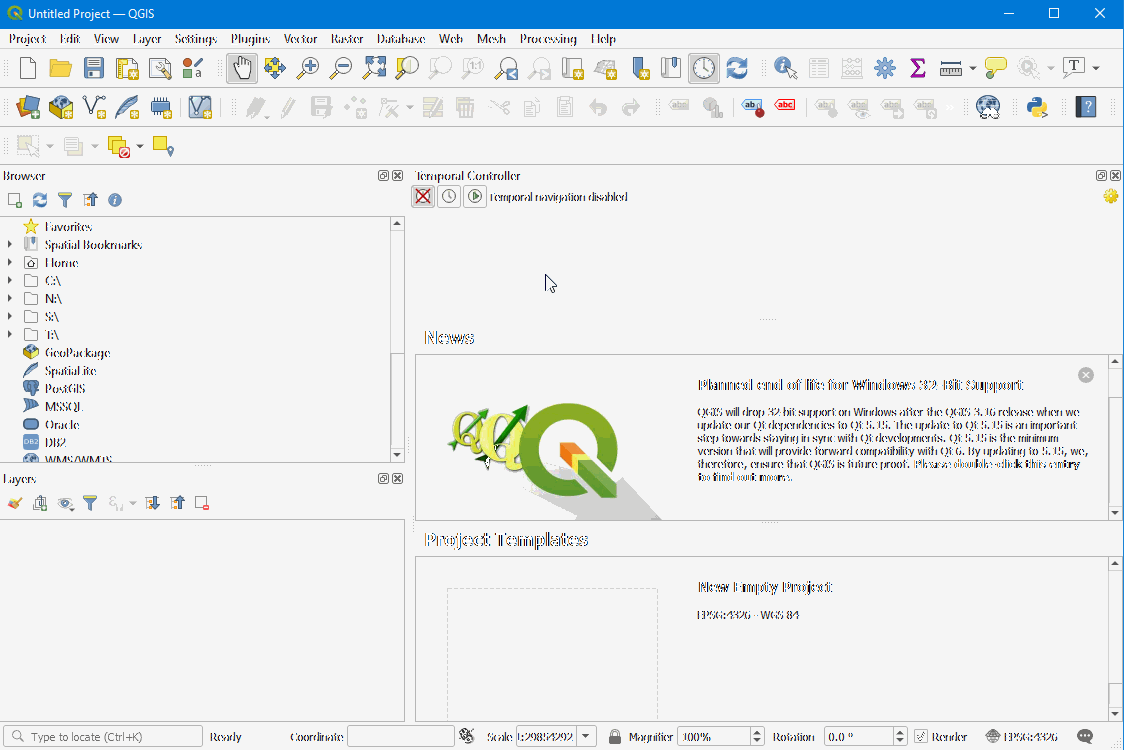 Untitled Project — QGIS
Project Edit View Layer Settings Plugins Vector Raster Database Web Mesh Processing Help
Browser
Temporal Controller
Temporal navigation disabled
Favorites
Spatial Bookmarks
Home
C:\
N:\
S:\
T:\
GeoPackage
SpatiaLite
PostGIS
MSSQL
Oracle
DB2
WMS/WMTS
Layers
News
Planned end of life for Windows 32-Bit Support
QGIS will drop 32-bit support on Windows after the QGIS 3.16 release when we
update our Qt dependencies to Qt 5.15. The update to Qt 5.15 is an important
step towards staying in sync with Qt developments. Qt 5.15 is the minimum
version that will provide forward compatibility with Qt 6. By updating to 5.15, we,
therefore, ensure that QGIS is future proof. Please double-click this entry
to find out more.
Project Templates
New Empty Project
EPSG:4326 - WGS 84
Type to locate (Ctrl+K) Ready Coordinate Scale 1:29854292 Magnifier 100% Rotation 0.0 ° Render EPSG:4326